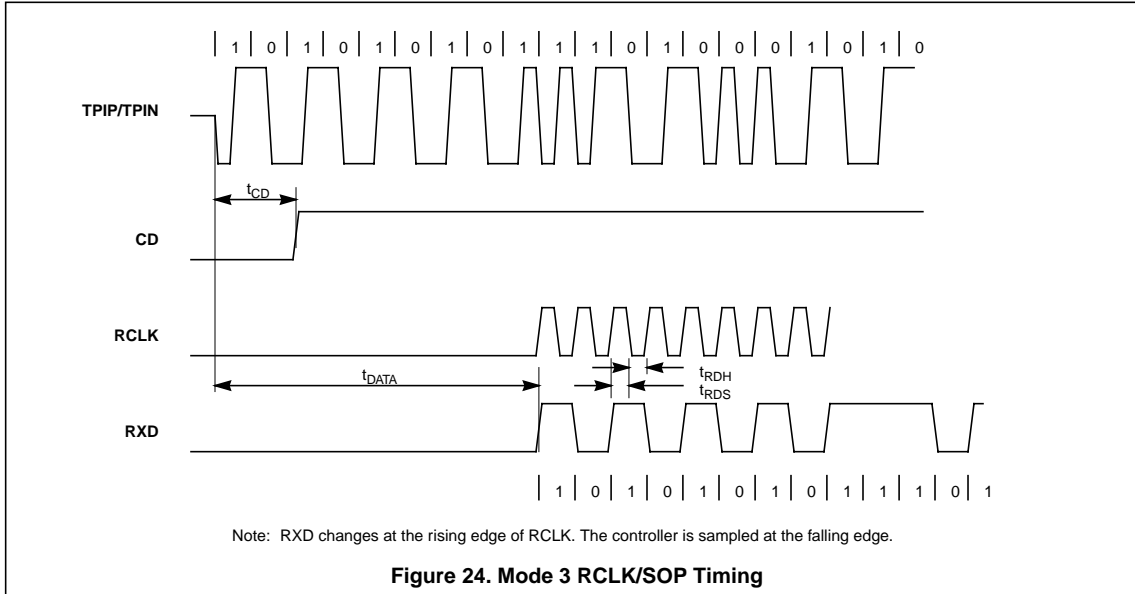 1 0 1 0 1 0 1 0 1 1 1 0 1 0 0 0 1 0 1 0
TPIP/TPIN
tCD
CD
RCLK
tDATA
tRDH
tRDS
RXD
1 0 1 0 1 0 1 0 1 1 1 0 1
Note: RXD changes at the rising edge of RCLK. The controller is sampled at the falling edge.
Figure 24. Mode 3 RCLK/SOP Timing